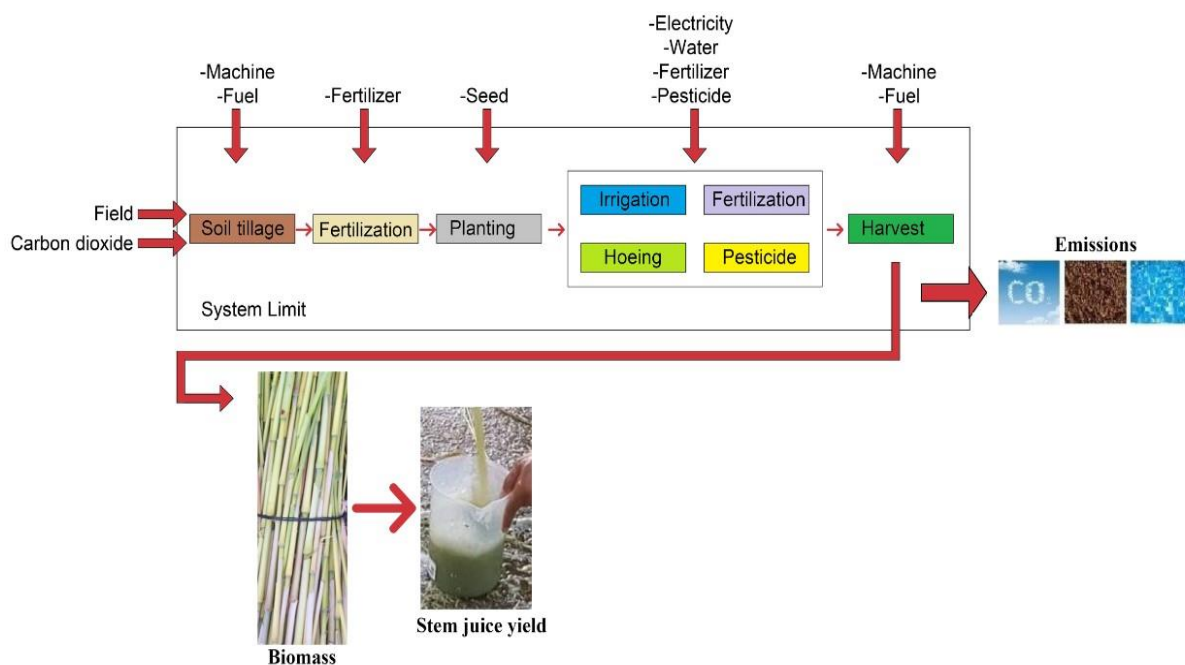 -Electricity
-Water
-Fertilizer
-Pesticide
-Machine
-Fuel
-Fertilizer
-Seed
-Machine
-Fuel
Field
Carbon dioxide
Soil tillage
Fertilization
Planting
Irrigation
Fertilization
Hoeing
Pesticide
Harvest
System Limit
Emissions
CO
Biomass
Stem juice yield